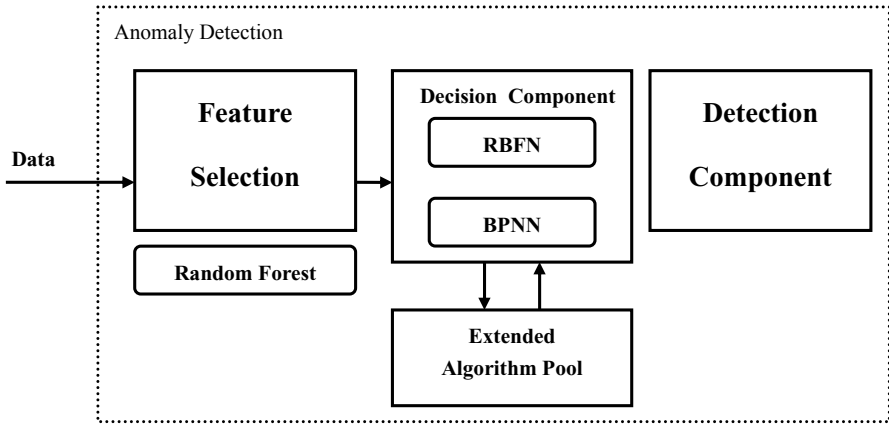 Anomaly Detection
Data
Feature
Selection
Random Forest
Decision Component
RBFN
BPNN
Extended
Algorithm Pool
Detection
Component